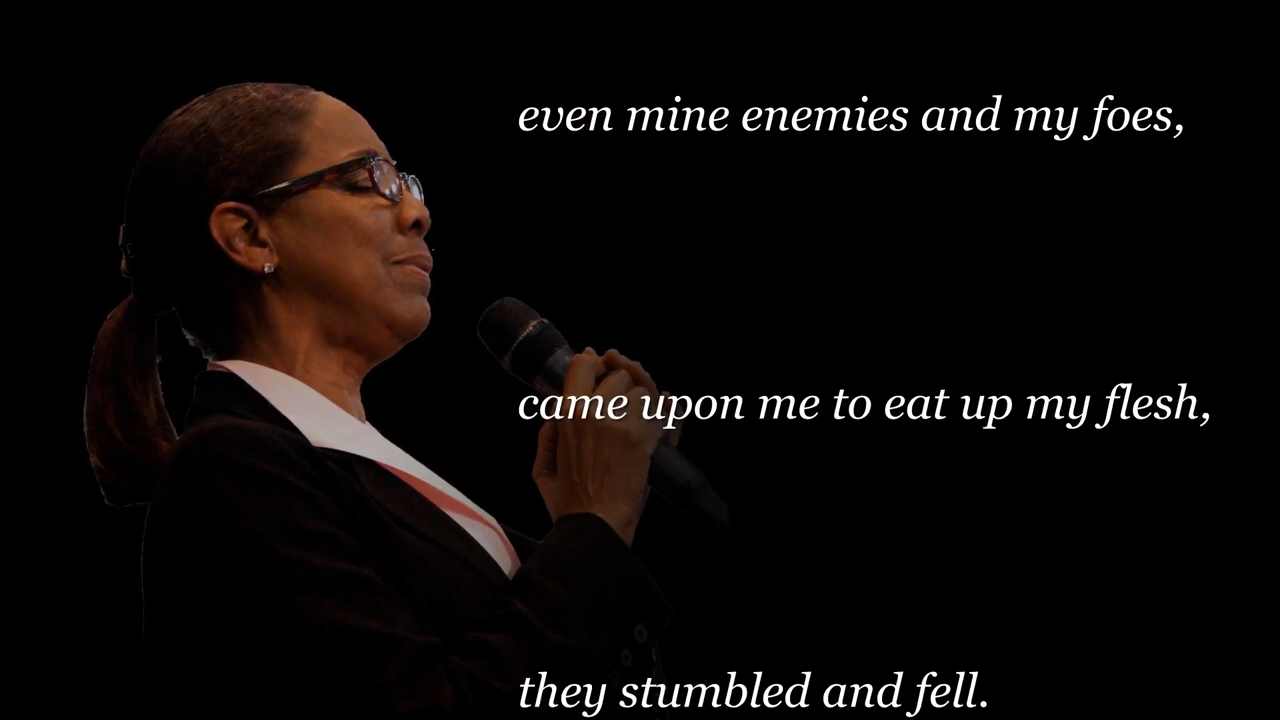 even mine enemies and my foes,
came upon me to eat up my flesh,
they stumbled and fell.